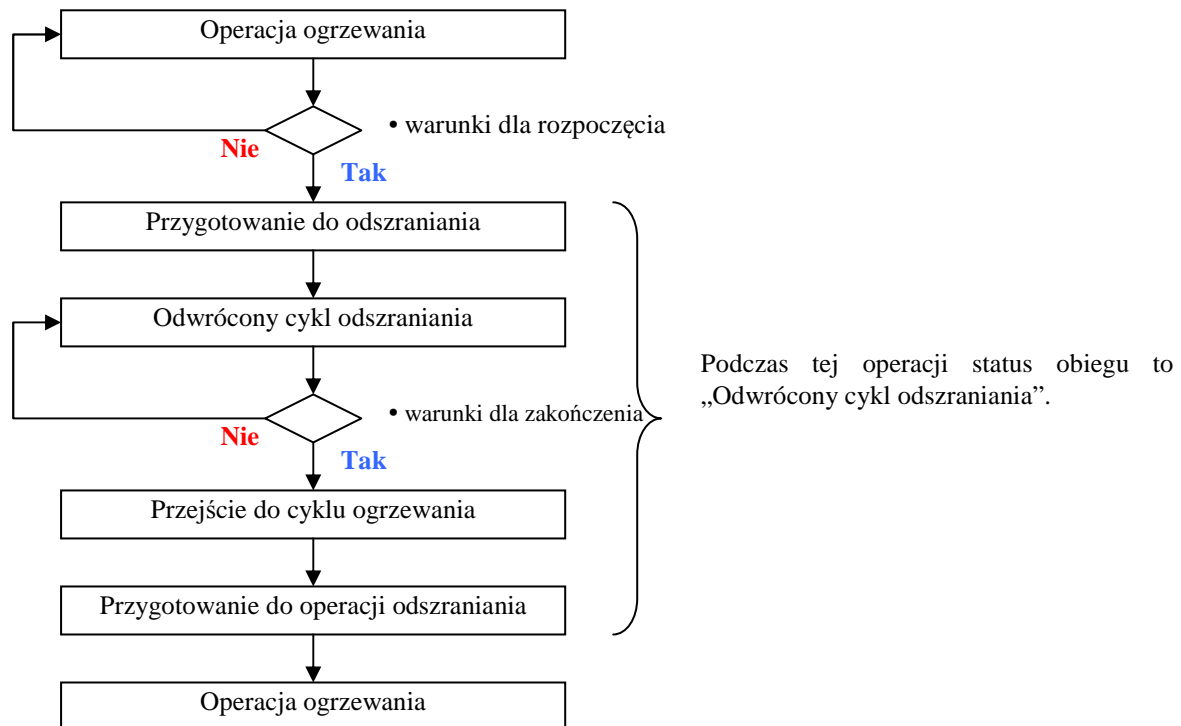 Operacja ogrzewania
• warunki dla rozpoczęcia
Nie
Tak
Przygotowanie do odszraniania
Odwrócony cykl odszraniania
Podczas tej operacji status obiegu to
„Odwrócony cykl odszraniania”.
• warunki dla zakończenia
Nie
Tak
Przejście do cyklu ogrzewania
Przygotowanie do operacji odszraniania
Operacja ogrzewania